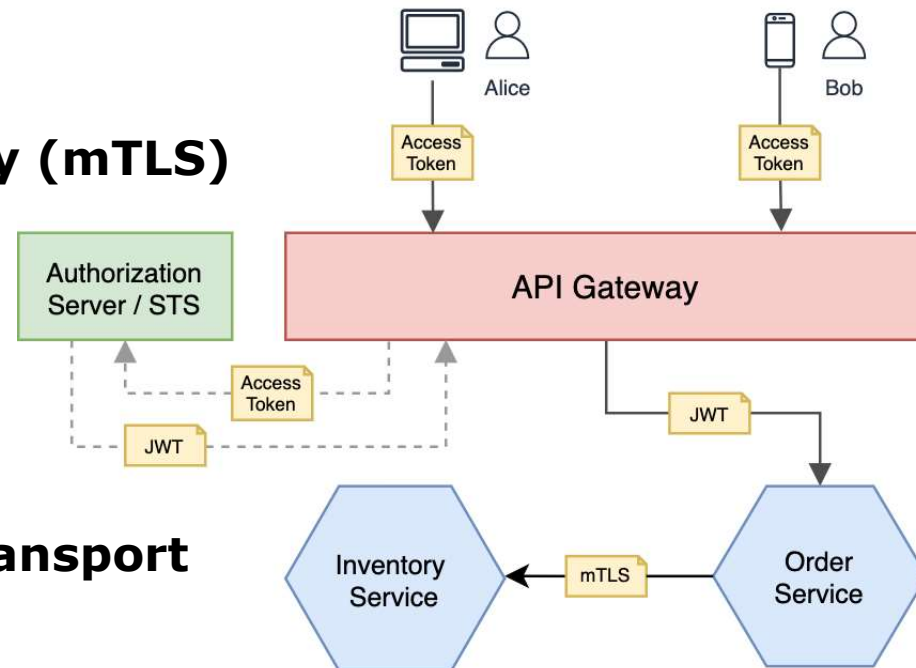 Alice
Bob
y (mTLS)
Access
Token
Access
Token
Authorization
Server / STS
API Gateway
Access
Token
JWT
JWT
ansport
Inventory
Service
mTLS
Order
Service